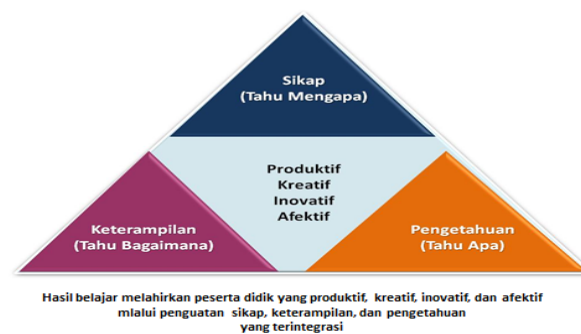 Sikap
(Tahu Mengapa)
Produktif
Kreatif
Inovatif
Afektif
Keterampilan
(Tahu Bagaimana)
Pengetahuan
(Tahu Apa)
Hasil belajar melahirkan peserta didik yang produktif, kreatif, inovatif, dan afektif
mlalui penguatan sikap, keterampilan, dan pengetahuan
yang terintegrasi